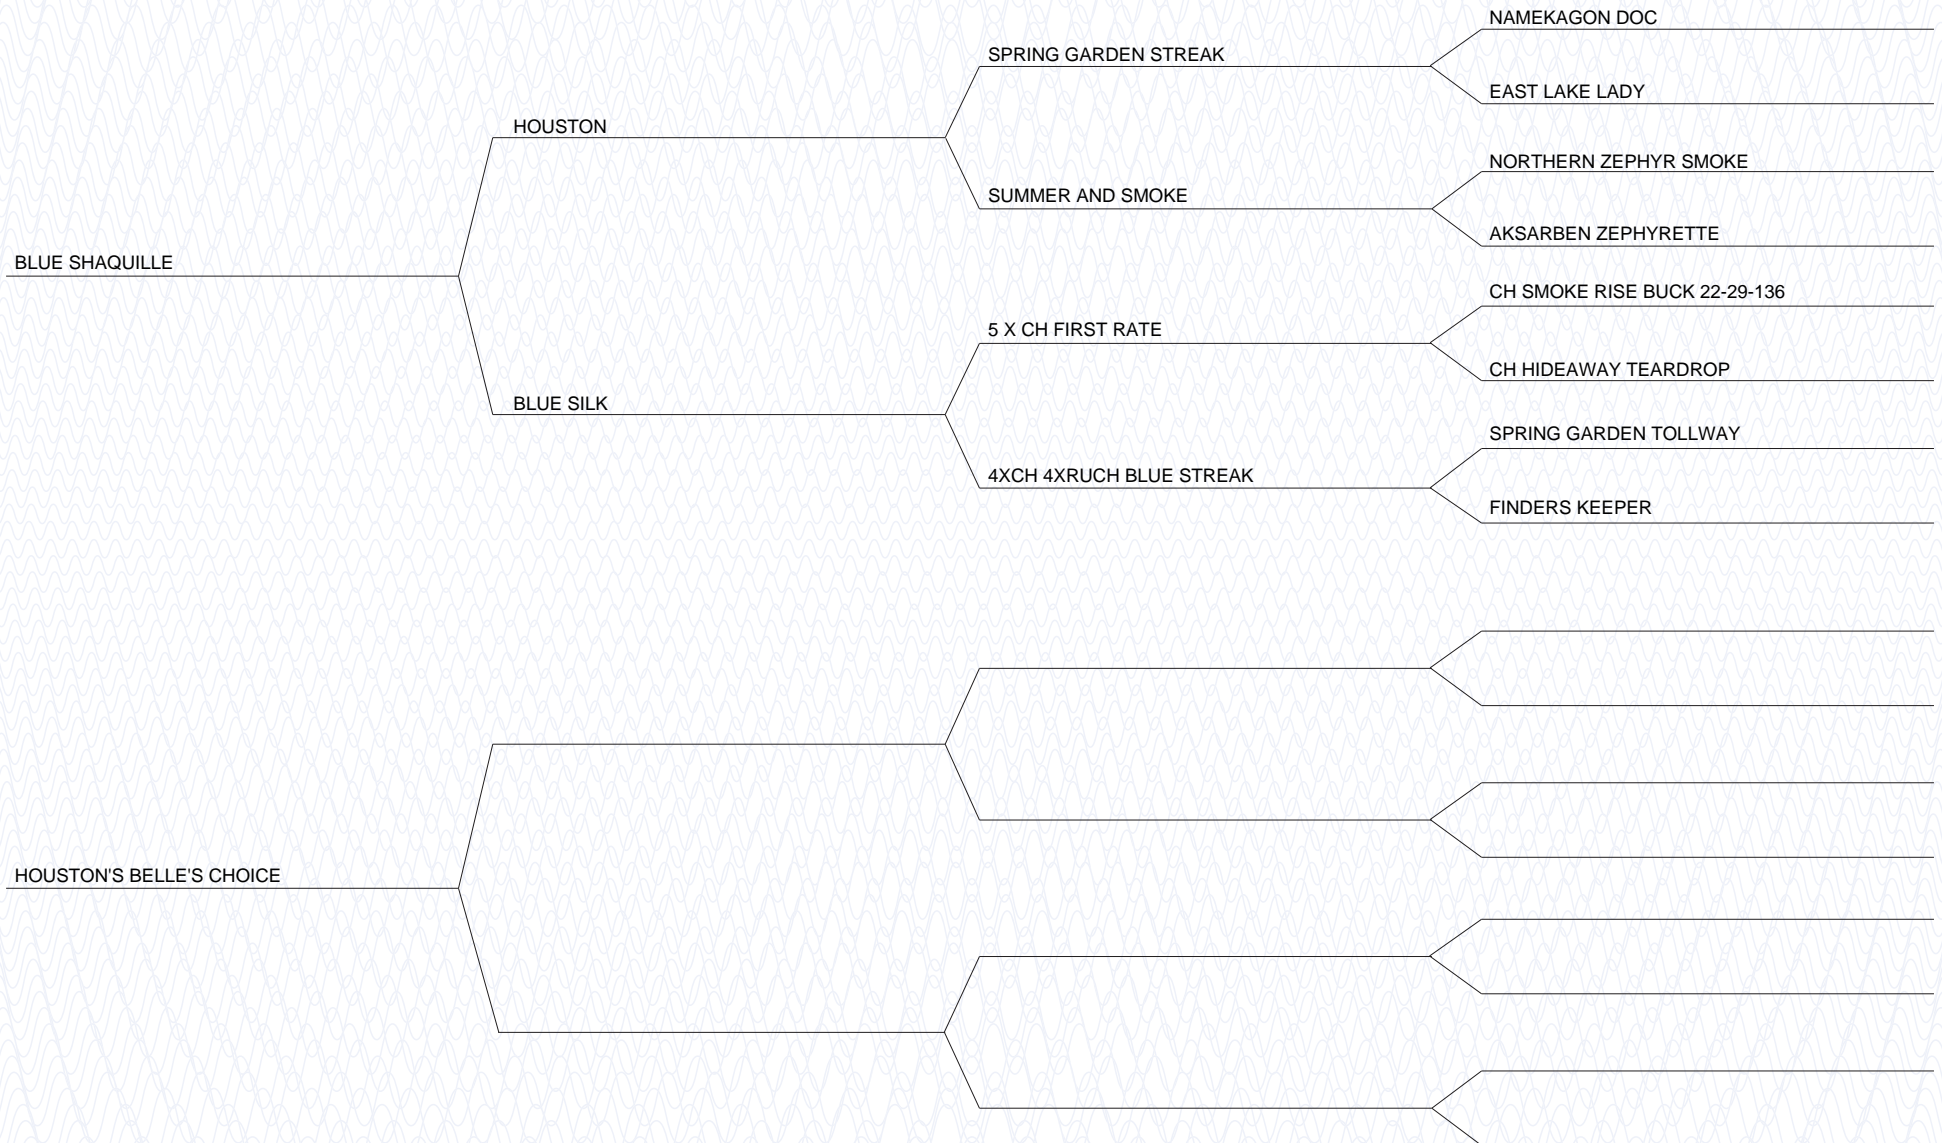 NAMEKAGON DOC
SPRING GARDEN STREAK
EAST LAKE LADY
HOUSTON
NORTHERN ZEPHYR SMOKE
SUMMER AND SMOKE
AKSARBEN ZEPHYRETTE
BLUE SHAQUILLE
CH SMOKE RISE BUCK 22-29-136
5 X CH FIRST RATE
CH HIDEAWAY TEARDROP
BLUE SILK
SPRING GARDEN TOLLWAY
4XCH 4XRUCH BLUE STREAK
FINDERS KEEPER
HOUSTON'S BELLE'S CHOICE